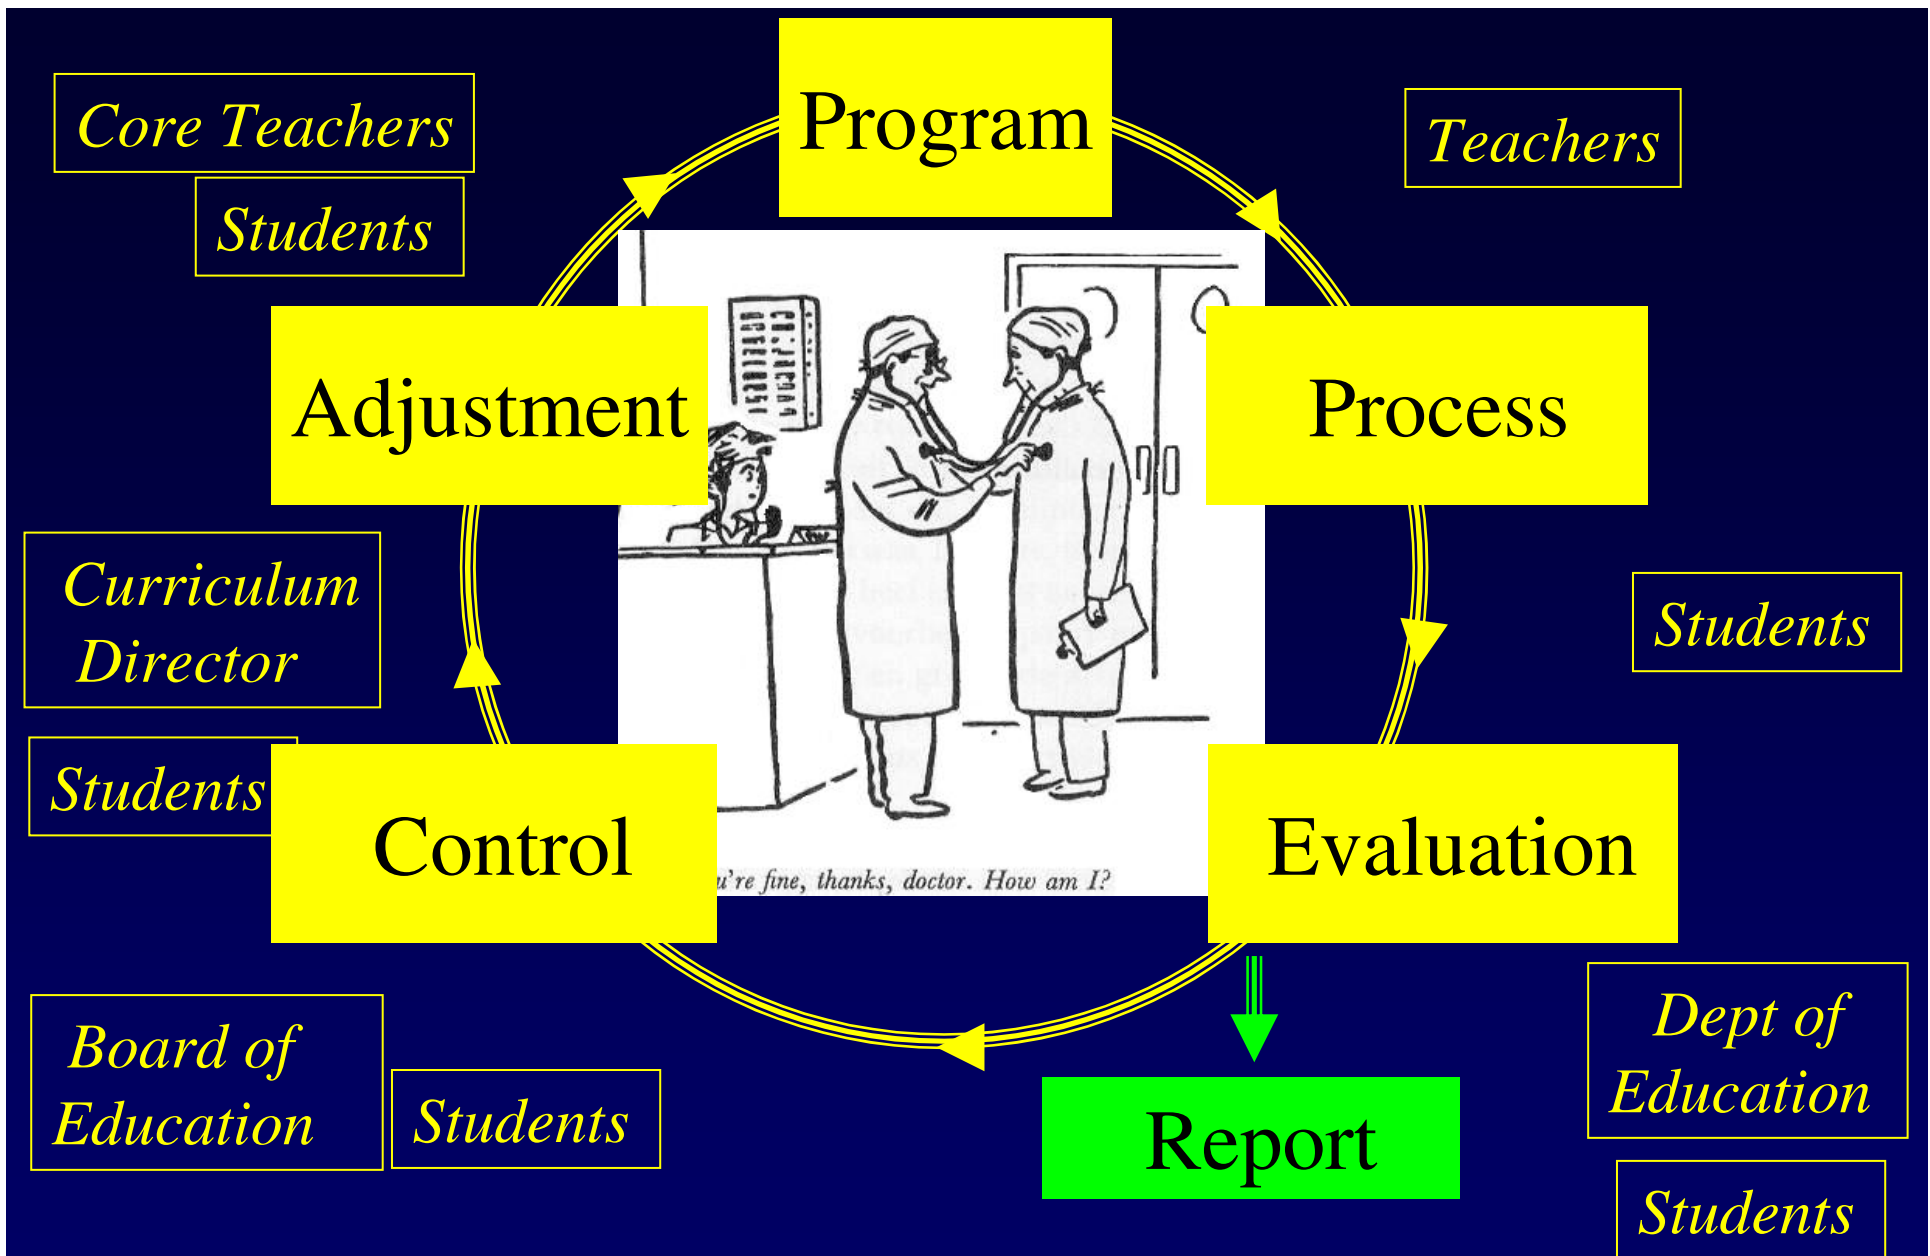 Program
Core Teachers
Teachers
Students
Adjustment
Process
Curriculum
Director
Students
Students
Control
Evaluation
u're fine, thanks, doctor. How am I?
Board of
Education
Students
Report
Dept of
Education
Students